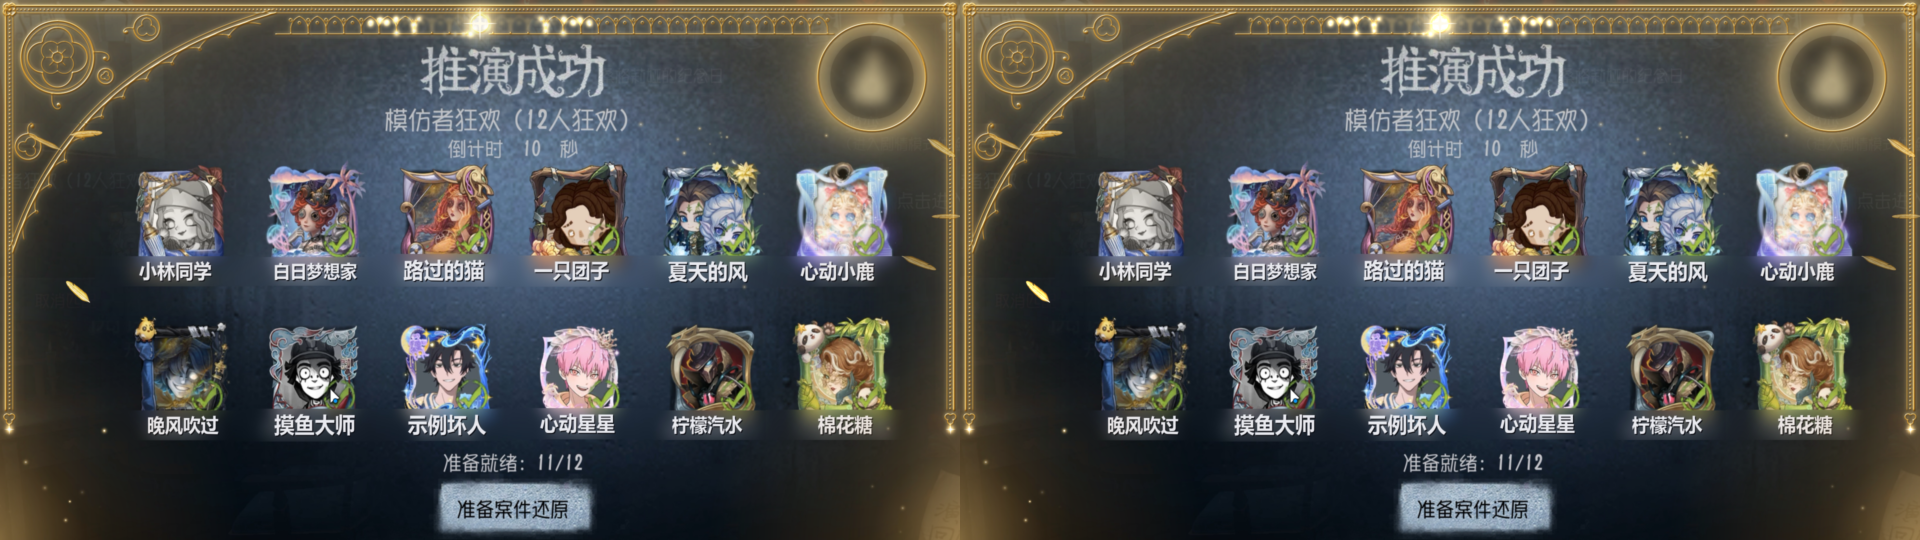 推演成功
模仿者狂欢（12人狂欢）
倒计时 10 秒
小林同学 白日梦想家 路过的猫 一只团子 夏天的风 心动小鹿
晚风吹过 摸鱼大师 示例坏人 心动星星 柠檬汽水 棉花糖
准备就绪：11/12
准备案件还原
推演成功
模仿者狂欢（12人狂欢）
倒计时 10 秒
小林同学 白日梦想家 路过的猫 一只团子 夏天的风 心动小鹿
晚风吹过 摸鱼大师 示例坏人 心动星星 柠檬汽水 棉花糖
准备就绪：11/12
准备案件还原